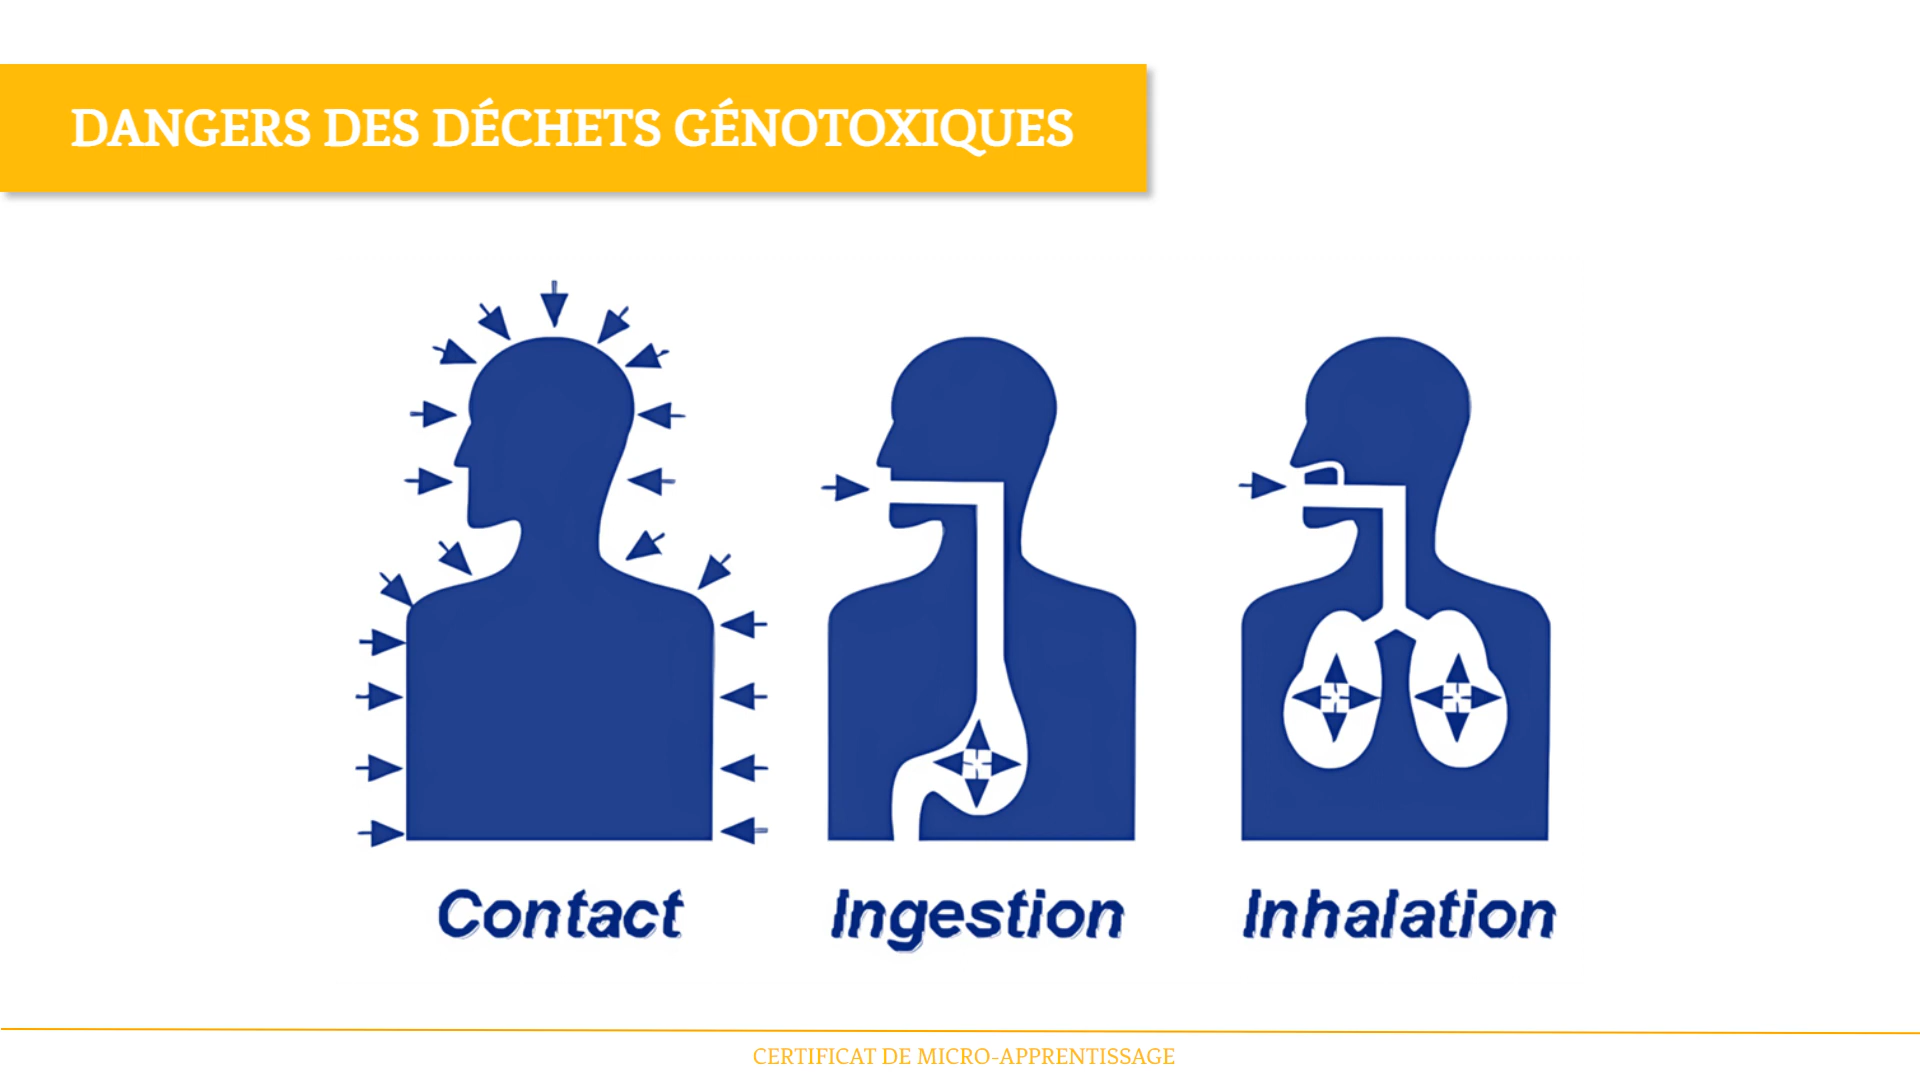 DANGERS DES DÉCHETS GÉNOTOXIQUES
Contact
Ingestion
Inhalation
CERTIFICAT DE MICRO-APPRENTISSAGE